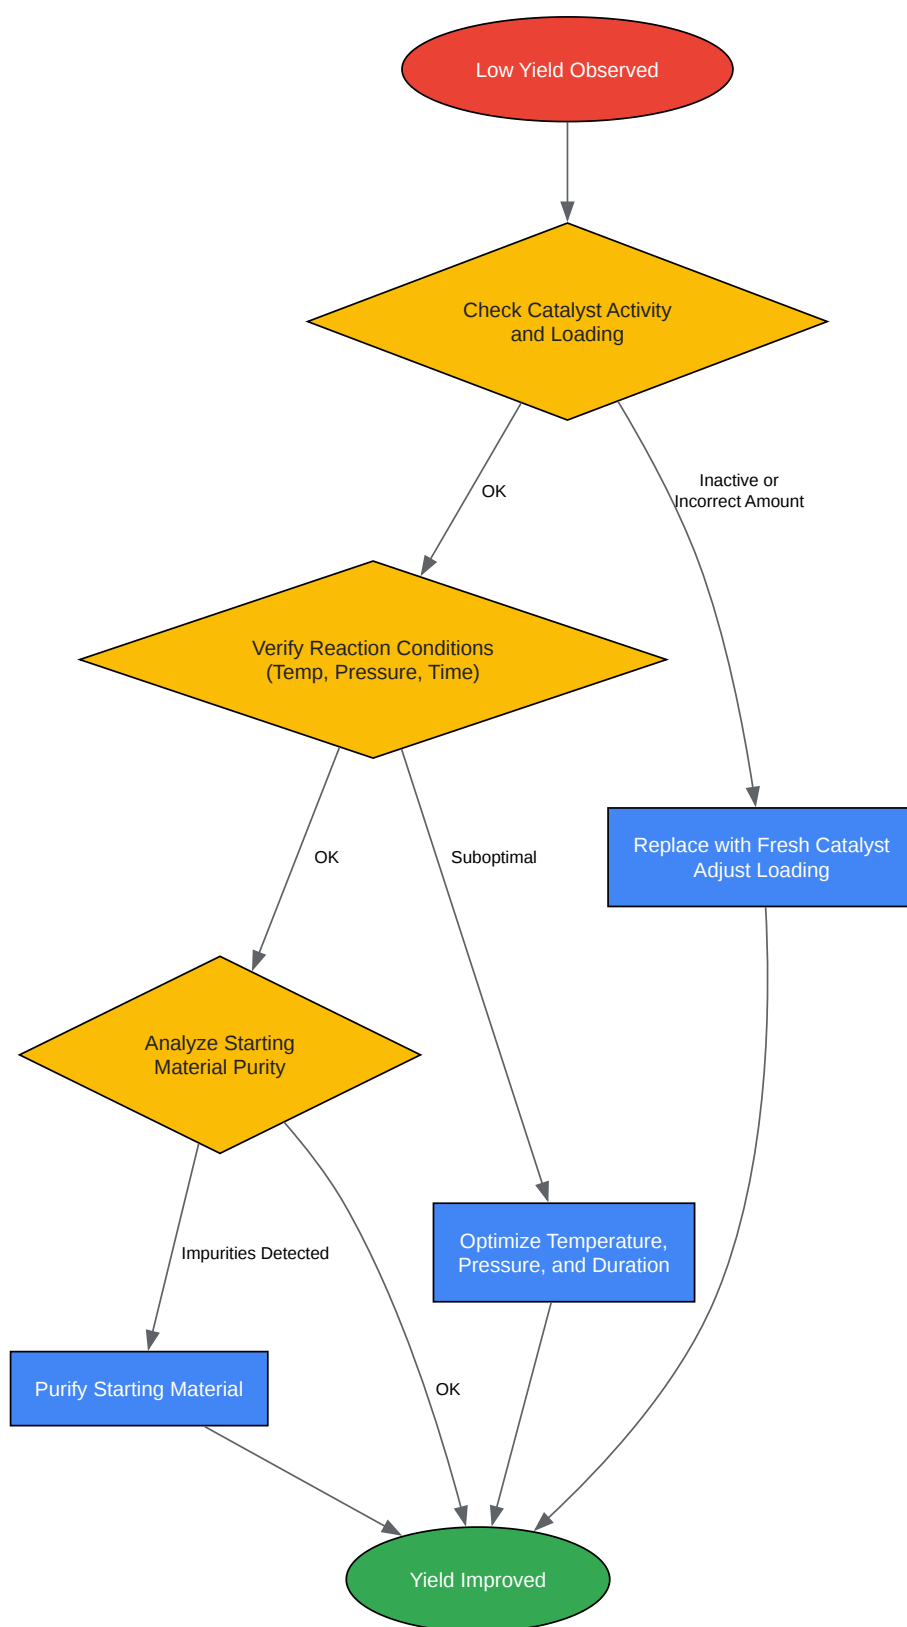 Low Yield Observed
Check Catalyst Activity
and Loading
OK
Inactive or
Incorrect Amount
Verify Reaction Conditions
(Temp, Pressure, Time)
OK
Suboptimal
Replace with Fresh Catalyst
Adjust Loading
Analyze Starting
Material Purity
Impurities Detected
Optimize Temperature,
Pressure, and Duration
Purify Starting Material
OK
Yield Improved